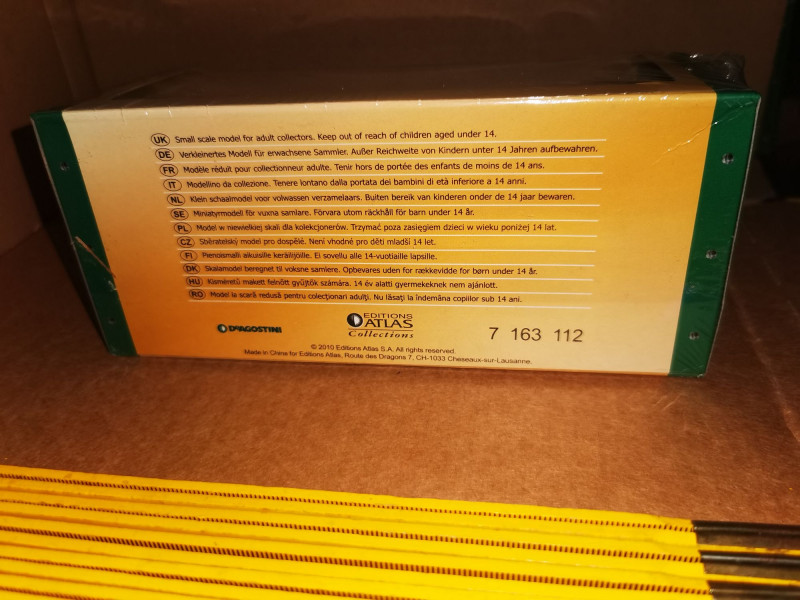 UK Small scale model for adult collectors. Keep out of reach of children aged under 14.
DE Verkleinertes Modell für erwachsene Sammler. Außer Reichweite von Kindern unter 14 Jahren aufbewahren.
FR Modèle réduit pour collectionneur adulte. Tenir hors de portée des enfants de moins de 14 ans.
IT Modellino da collezione. Tenere lontano dalla portata dei bambini di età inferiore a 14 anni.
NL Klein schaalmodel voor volwassen verzamelaars. Buiten bereik van kinderen onder de 14 jaar bewaren.
SE Miniatyrmodell för vuxna samlare. Förvara utom räckhåll för barn under 14 år.
PL Model w niewielkiej skali dla kolekcjonerów. Trzymać poza zasięgiem dzieci w wieku poniżej 14 lat.
CZ Sběratelský model pro dospělé. Není vhodné pro děti mladší 14 let.
FI Pienoismalli aikuisille keräilijöille. Ei sovellu alle 14-vuotiaille lapsille.
DK Skalamodel beregnet til voksne samlere. Opbevares uden for rækkevidde for børn under 14 år.
HU Kisméretű makett felnőtt gyűjtők számára. 14 év alatti gyermekeknek nem ajánlott.
RO Model la scară redusă pentru colecționari adulți. Nu lăsați la îndemâna copiilor sub 14 ani.
DEAGOSTINI
EDITIONS
ATLAS
Collections
7 163 112
© 2010 Editions Atlas S.A. All rights reserved.
Made in China for Editions Atlas, Route des Dragons 7, CH-1033 Cheseaux-sur-Lausanne.